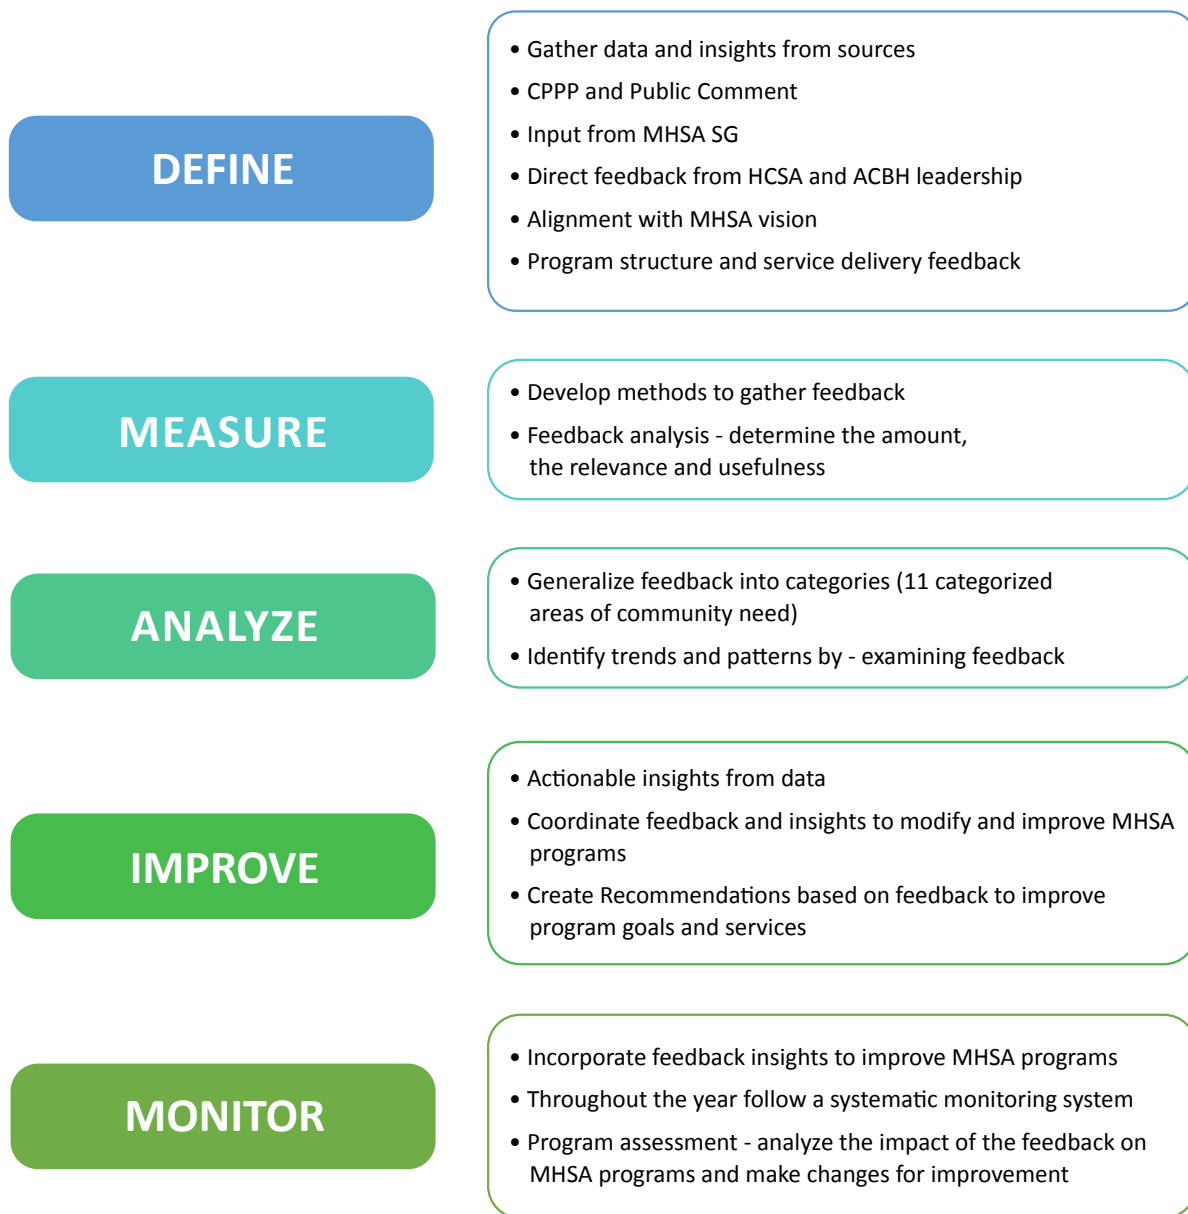 DEFINE
• Gather data and insights from sources
• CPPP and Public Comment
• Input from MHSA SG
• Direct feedback from HCSA and ACBH leadership
• Alignment with MHSA vision
• Program structure and service delivery feedback
MEASURE
• Develop methods to gather feedback
• Feedback analysis - determine the amount,
the relevance and usefulness
ANALYZE
• Generalize feedback into categories (11 categorized
areas of community need)
• Identify trends and patterns by - examining feedback
IMPROVE
• Actionable insights from data
• Coordinate feedback and insights to modify and improve MHSA
programs
• Create Recommendations based on feedback to improve
program goals and services
MONITOR
• Incorporate feedback insights to improve MHSA programs
• Throughout the year follow a systematic monitoring system
• Program assessment - analyze the impact of the feedback on
MHSA programs and make changes for improvement